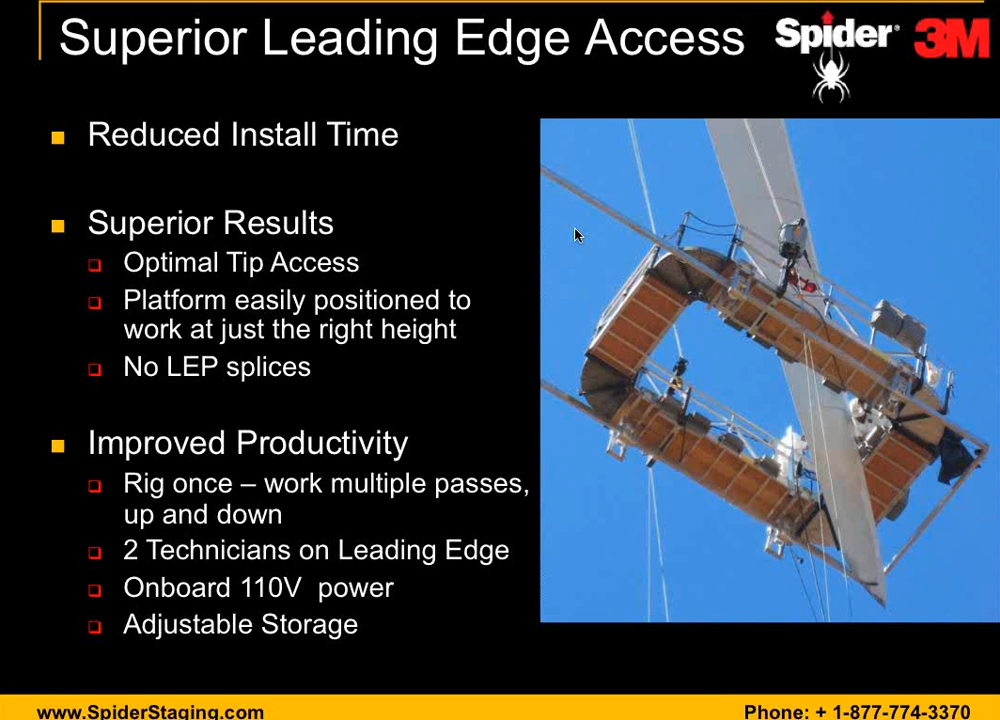 Superior Leading Edge Access
Spider®
3M
Reduced Install Time
Superior Results
Optimal Tip Access
Platform easily positioned to
work at just the right height
No LEP splices
Improved Productivity
Rig once – work multiple passes,
up and down
2 Technicians on Leading Edge
Onboard 110V  power
Adjustable Storage
www.SpiderStaging.com
Phone: + 1-877-774-3370